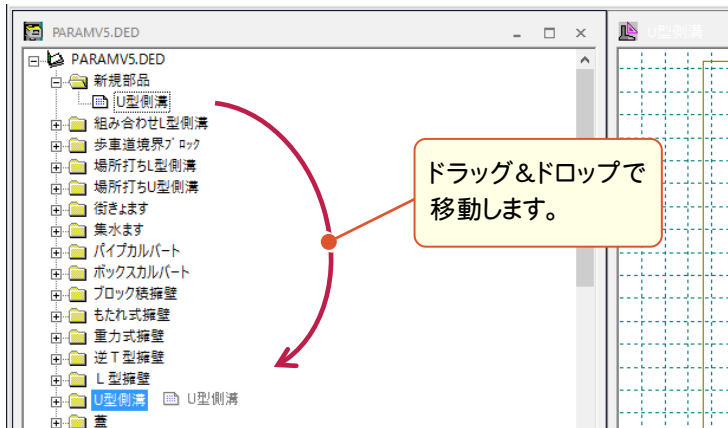 PARAMV5.DED
U型側溝
PARAMV5.DED
新規部品
U型側溝
組み合わせL型側溝
歩車道境界ブロック
場所打ちL型側溝
場所打ちU型側溝
街きょます
集水ます
パイプカルバート
ボックスカルバート
ブロック積擁壁
もたれ式擁壁
重力式擁壁
逆T型擁壁
L型擁壁
U型側溝 U型側溝
蓋
ドラッグ&ドロップで
移動します。